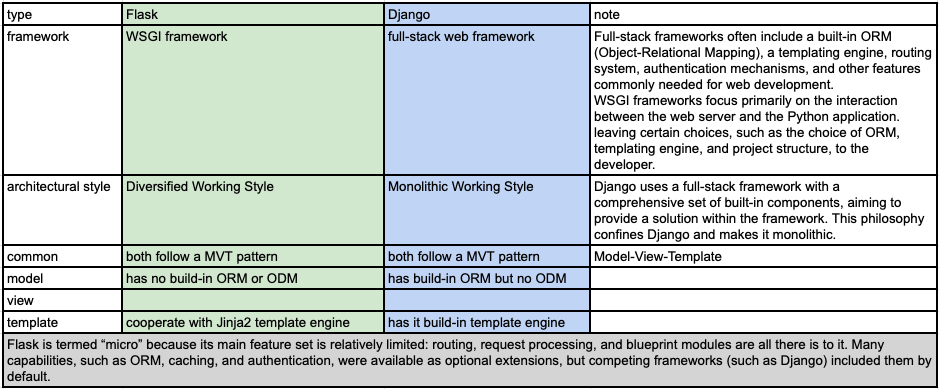 type Flask Django note
framework WSGI framework full-stack web framework Full-stack frameworks often include a built-in ORM
(Object-Relational Mapping), a templating engine, routing
system, authentication mechanisms, and other features
commonly needed for web development.
WSGI frameworks focus primarily on the interaction
between the web server and the Python application.
leaving certain choices, such as the choice of ORM,
templating engine, and project structure, to the
developer.
architectural style Diversified Working Style Monolithic Working Style Django uses a full-stack framework with a
comprehensive set of built-in components, aiming to
provide a solution within the framework. This philosophy
confines Django and makes it monolithic.
common both follow a MVT pattern both follow a MVT pattern Model-View-Template
model has no build-in ORM or ODM has build-in ORM but no ODM
view
template cooperate with Jinja2 template engine has it build-in template engine
Flask is termed “micro” because its main feature set is relatively limited: routing, request processing, and blueprint modules are all there is to it. Many
capabilities, such as ORM, caching, and authentication, were available as optional extensions, but competing frameworks (such as Django) included them by
default.